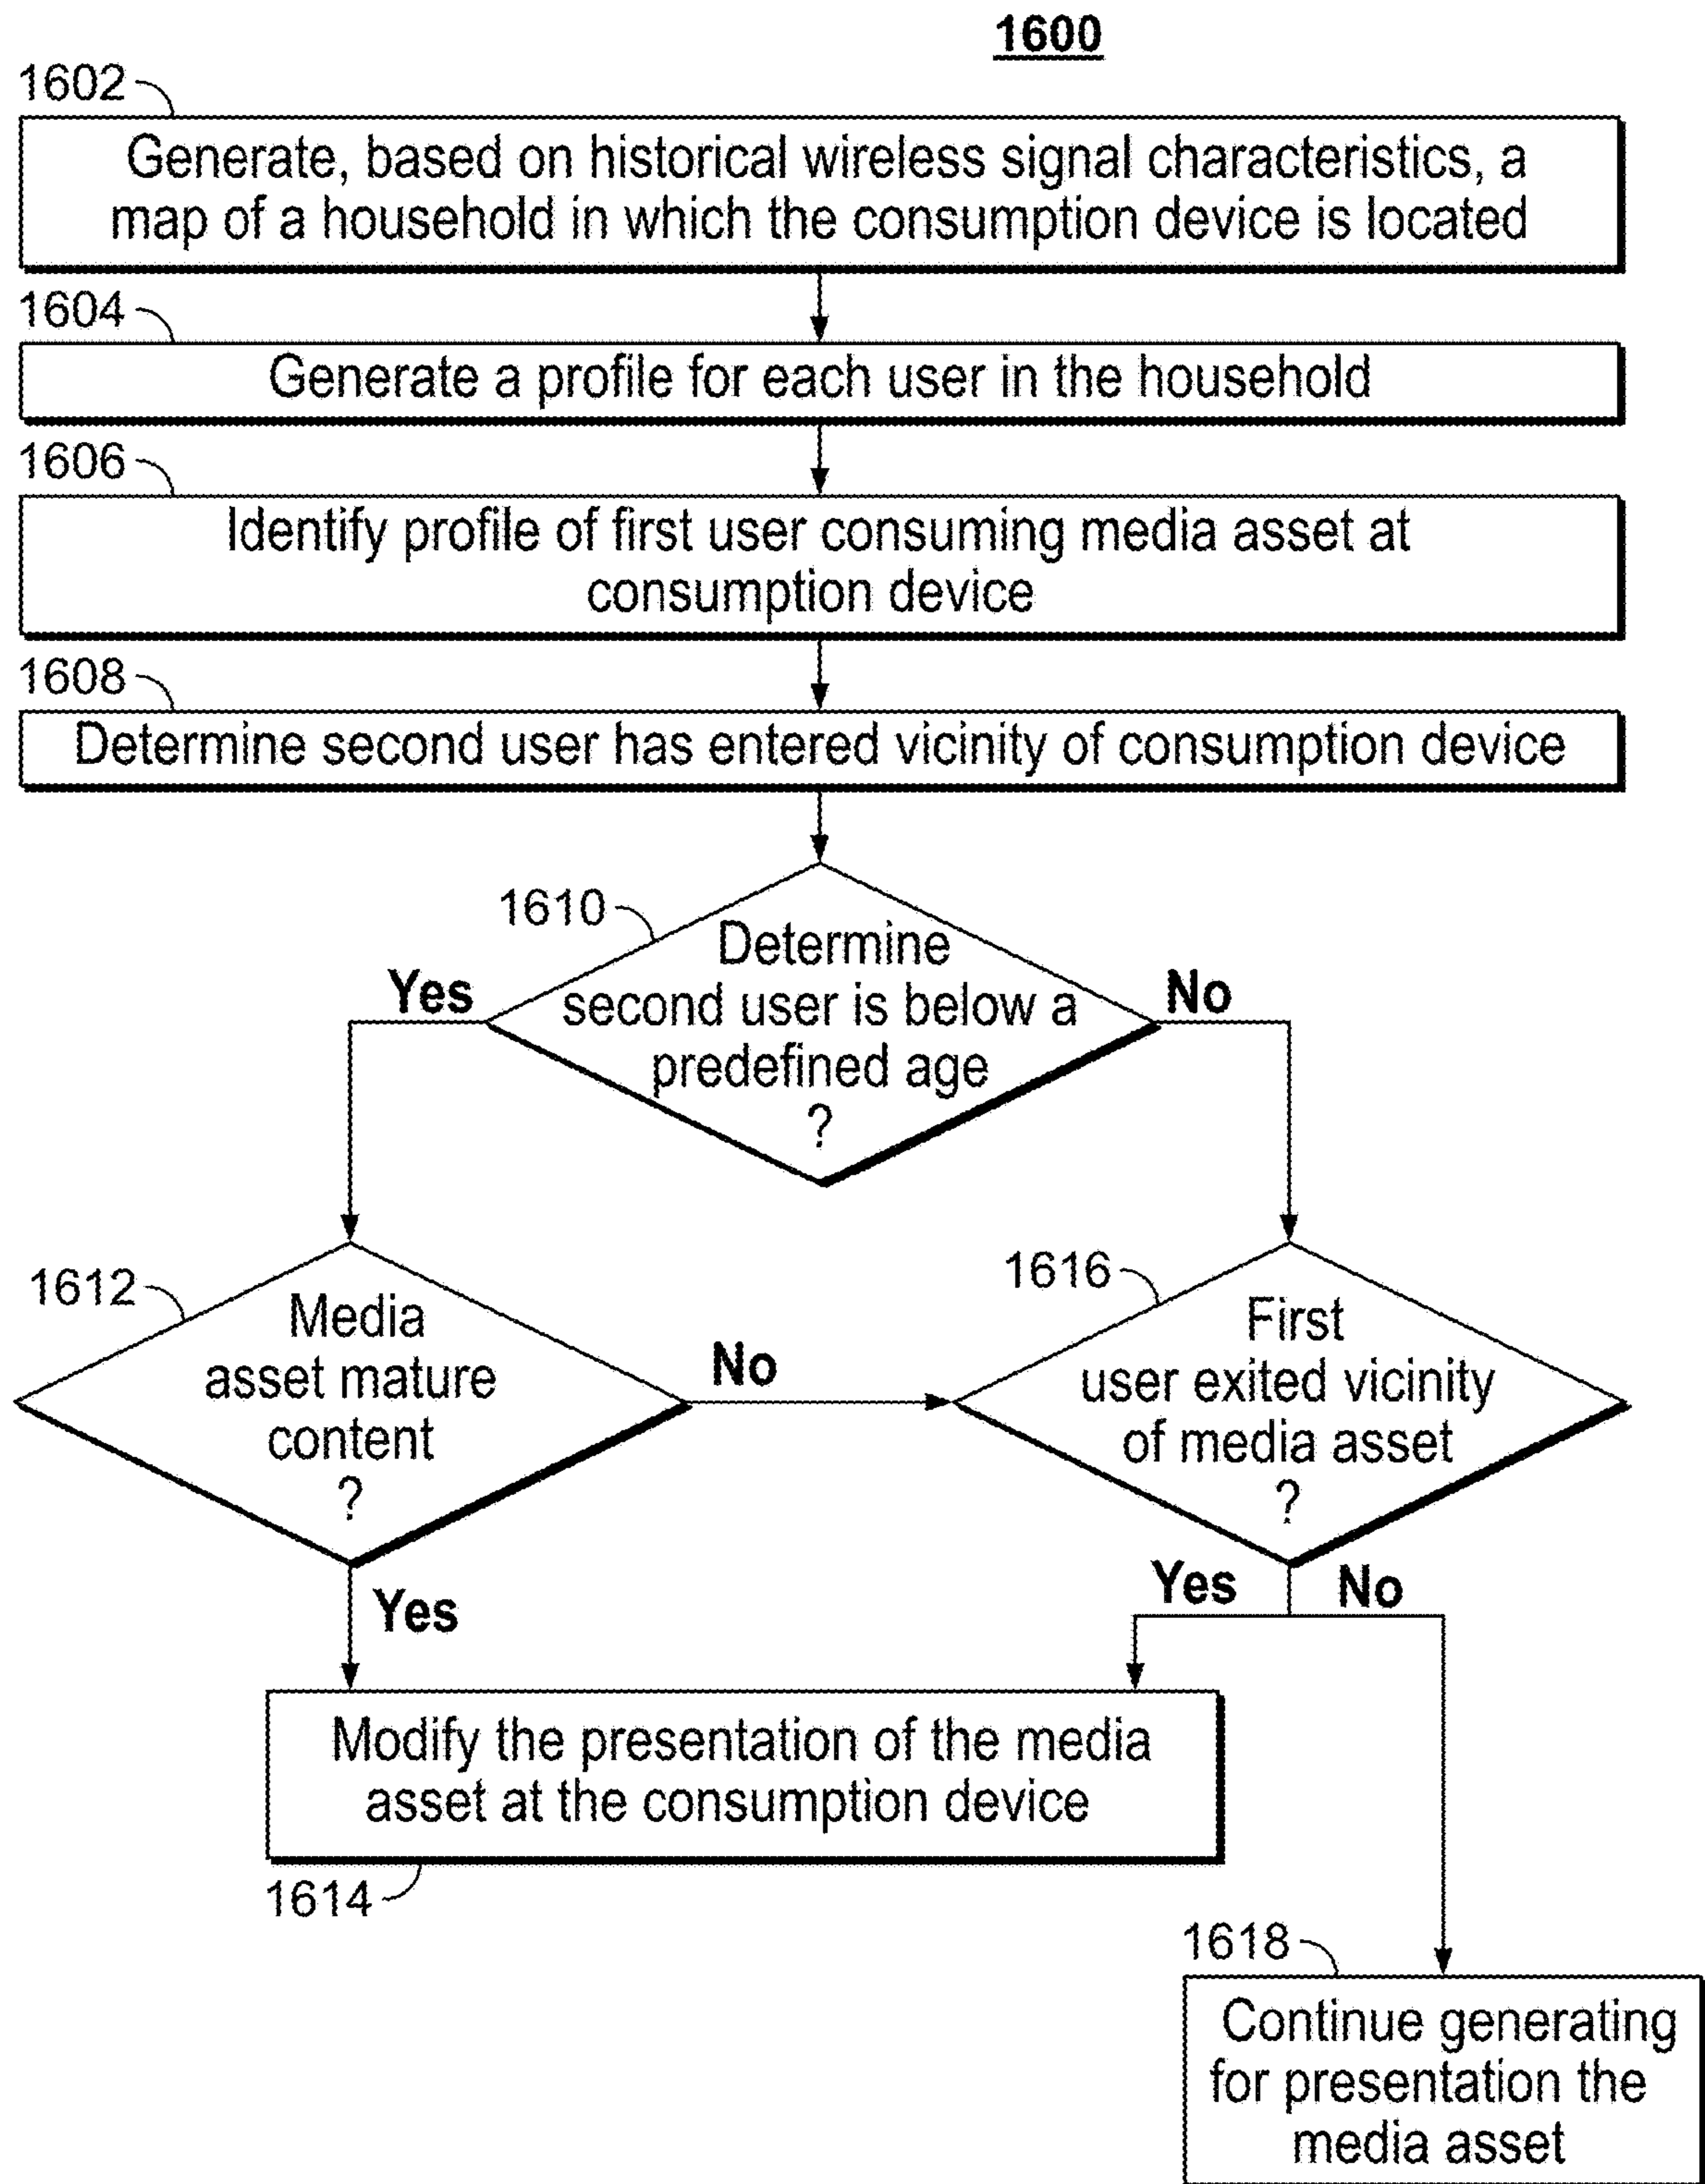 1600
1602
Generate, based on historical wireless signal characteristics, a
map of a household in which the consumption device is located
1604
Generate a profile for each user in the household
1606
Identify profile of first user consuming media asset at
consumption device
1608
Determine second user has entered vicinity of consumption device
1610
Determine
second user is below a
predefined age
?
Yes
No
1612
Media
asset mature
content
?
No
Yes
1616
First
user exited vicinity
of media asset
?
Yes
No
Modify the presentation of the media
asset at the consumption device
1614
1618
Continue generating
for presentation the
media asset